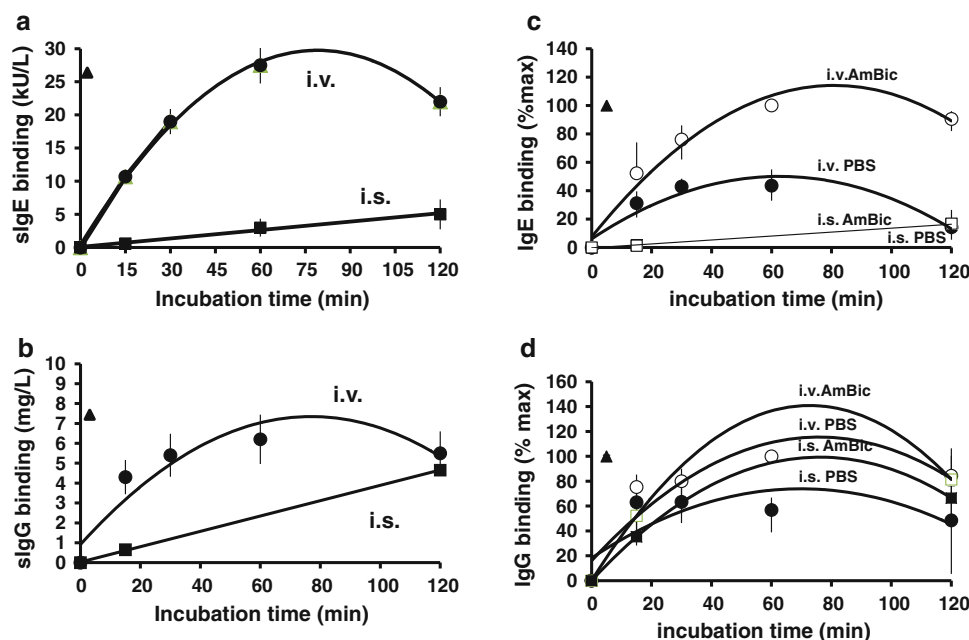 a
sIgE binding (kU/L)
30
25
20
15
10
5
0
i.v.
i.s.
0 15 30 45 60 75 90 105 120
Incubation time (min)
b
sIgG binding (mg/L)
10
9
8
7
6
5
4
3
2
1
0
i.v.
i.s.
0 20 40 60 80 100 120
Incubation time (min)
c
IgE binding (%max)
140
120
100
80
60
40
20
0
i.v.AmBic
i.v. PBS
i.s. AmBic
i.s. PBS
0 20 40 60 80 100 120
incubation time (min)
d
IgG binding (% max)
160
140
120
100
80
60
40
20
0
i.v.AmBic
i.v. PBS
i.s. AmBic
i.s. PBS
0 20 40 60 80 100 120
incubation time (min)